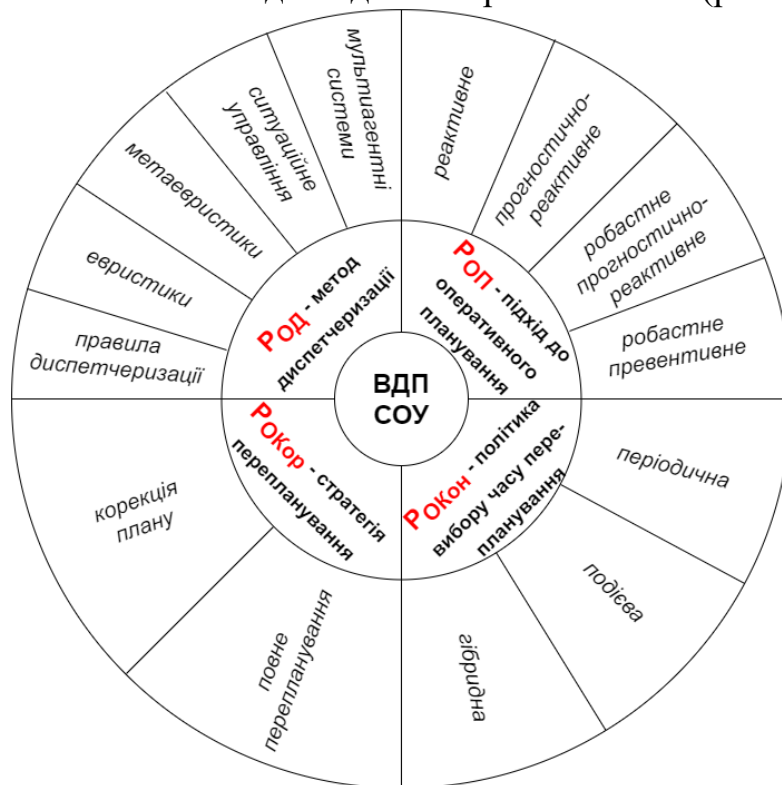 мультиагентні
системи
реактивне
прогностично-
реактивне
робастне
прогностично-
реактивне
робастне
превентивне
ситуаційне
управління
метаевристики
евристики
правила
диспетчеризації
РОД - метод
диспетчеризації
РОП - підхід до
оперативного
планування
ВДП
СОУ
РОКор - стратегія
перепланування
РОКон - політика
вибору часу пере-
планування
періодична
подієва
гібридна
повне
перепланування
корекція
плану